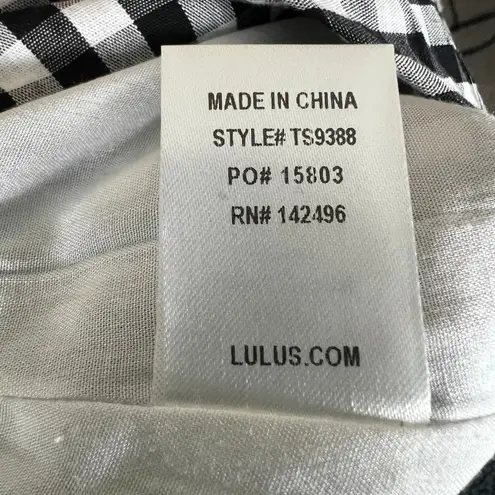 MADE IN CHINA
STYLE# TS9388
PO# 15803
RN# 142496
LULUS.COM